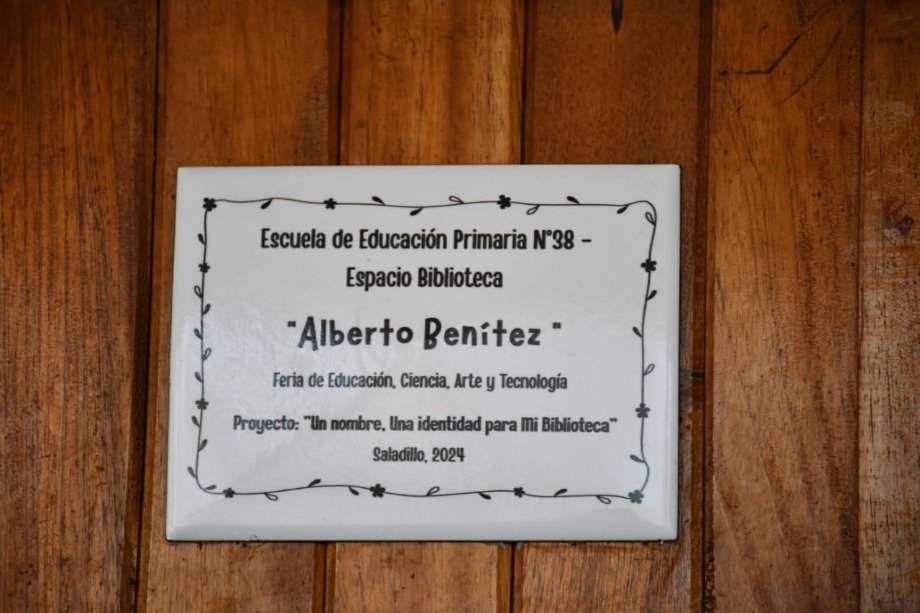 Escuela de Educación Primaria N°38 -
Espacio Biblioteca
"Alberto Benítez "
Feria de Educación, Ciencia, Arte y Tecnología
Proyecto: "Un nombre, Una identidad para Mi Biblioteca"
Saladillo, 2024